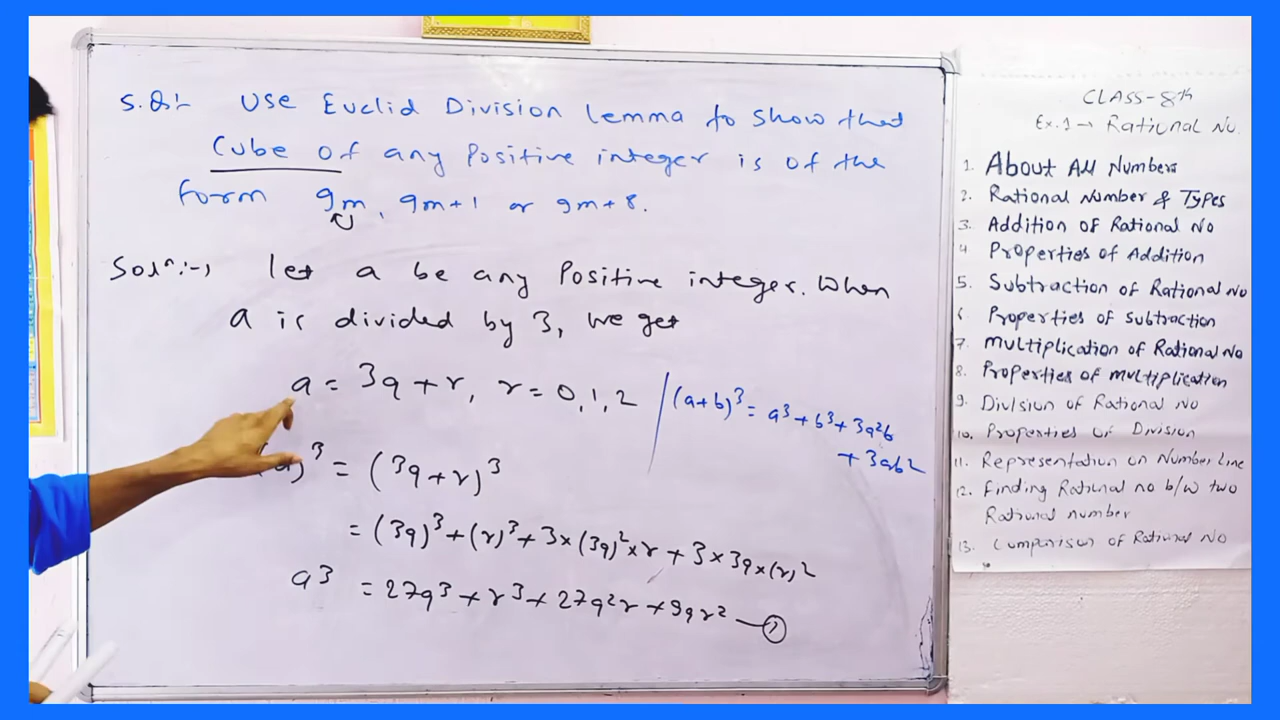 5.Q:- Use Euclid Division Lemma to show that
Cube of any Positive integer is of the
form 9m, 9m+1 or 9m+8.
Solⁿ:-, let a be any Positive integer. When
a is divided by 3, we get
a = 3q + r, r = 0, 1, 2
(a+b)³ = a³+b³+3a²b
+ 3ab²
(a)³ = (3q+r)³
= (3q)³+(r)³+3×(3q)²×r + 3×3q×(r)²
a³ = 27q³ + r³ + 27q²r + 9qr² — ①
CLASS-8th
Ex.1→ Rational No.
1. About All Numbers
2. Rational Number & Types
3. Addition of Rational No
4. Properties of Addition
5. Subtraction of Rational No
6. Properties of Subtraction
7. Multiplication of Rational No
8. Properties of multiplication
9. Division of Rational No
10. Properties of Division
11. Representation on Number Line
12. Finding Rational no b/w two
Rational number
13. Comparison of Rational No